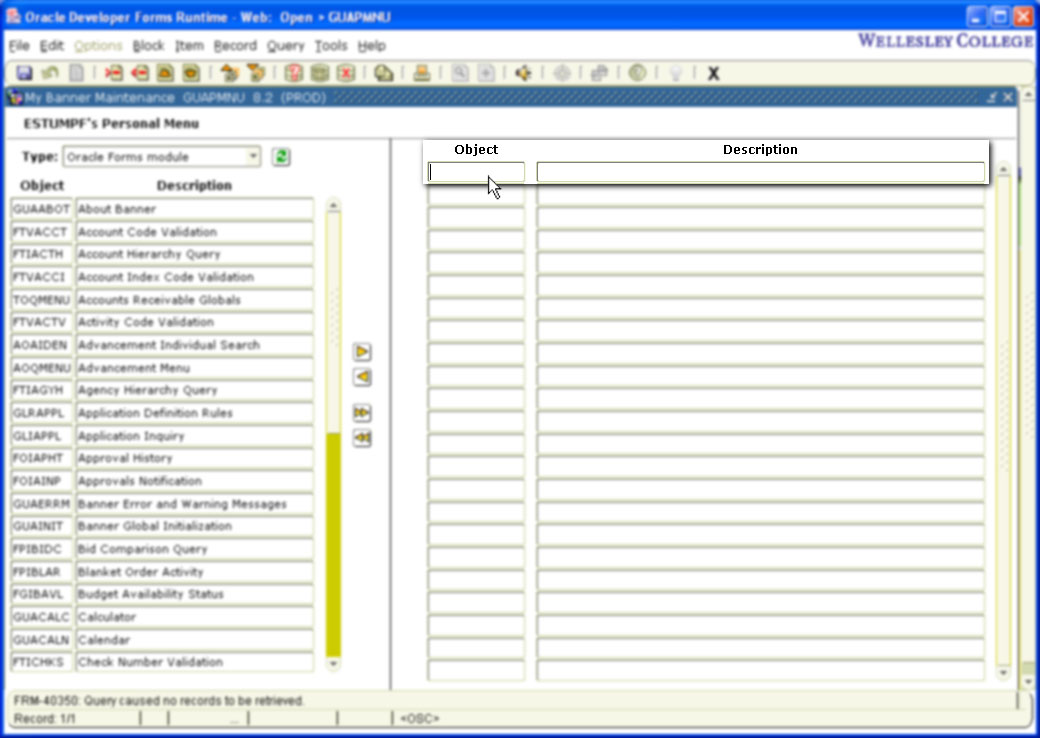 Oracle Developer Forms Runtime - Web: Open > GUAPMNU
File Edit Options Block Item Record Query Tools Help
WELLESLEY COLLEGE
X
My Banner Maintenance GUAPMNU 8.2 (PROD)
ESTUMPF's Personal Menu
Type: Oracle Forms module
Object Description
GUAABOT About Banner
FTVACCT Account Code Validation
FTIACTH Account Hierarchy Query
FTVACCI Account Index Code Validation
TOQMENU Accounts Receivable Globals
FTVACTV Activity Code Validation
AOAIDEN Advancement Individual Search
AOQMENU Advancement Menu
FTIAGYH Agency Hierarchy Query
GLRAPPL Application Definition Rules
GLIAPPL Application Inquiry
FOIAPHT Approval History
FOIAINP Approvals Notification
GUAERRM Banner Error and Warning Messages
GUAINIT Banner Global Initialization
FPIBIDC Bid Comparison Query
FPIBLAR Blanket Order Activity
FGIBAVL Budget Availability Status
GUACALC Calculator
GUACALN Calendar
FTICHKS Check Number Validation
Object Description
FRM-40350: Query caused no records to be retrieved.
Record: 1/1 ... <OSC>